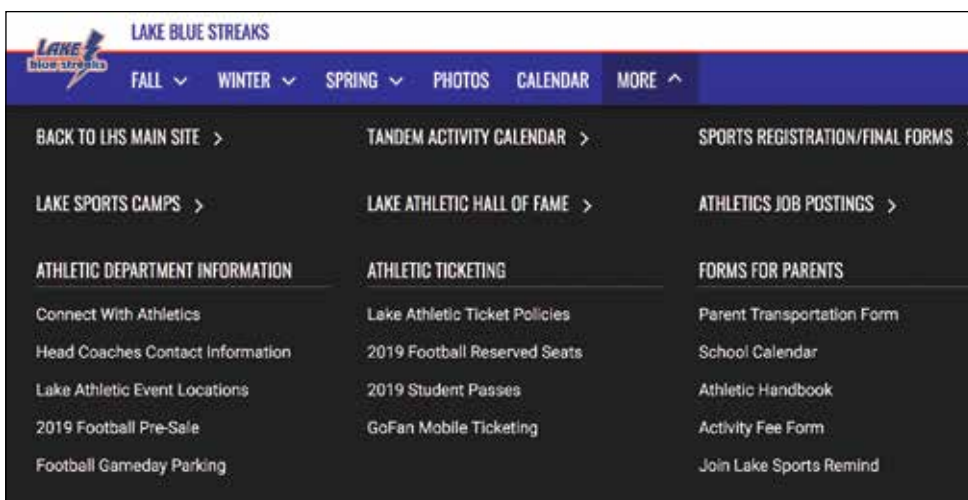 LAKE BLUE STREAKS
LAKE
blue streaks
FALL WINTER SPRING PHOTOS CALENDAR MORE
BACK TO LHS MAIN SITE TANDEM ACTIVITY CALENDAR SPORTS REGISTRATION/FINAL FORMS
LAKE SPORTS CAMPS LAKE ATHLETIC HALL OF FAME ATHLETICS JOB POSTINGS
ATHLETIC DEPARTMENT INFORMATION
Connect With Athletics
Head Coaches Contact Information
Lake Athletic Event Locations
2019 Football Pre-Sale
Football Gameday Parking
ATHLETIC TICKETING
Lake Athletic Ticket Policies
2019 Football Reserved Seats
2019 Student Passes
GoFan Mobile Ticketing
FORMS FOR PARENTS
Parent Transportation Form
School Calendar
Athletic Handbook
Activity Fee Form
Join Lake Sports Remind